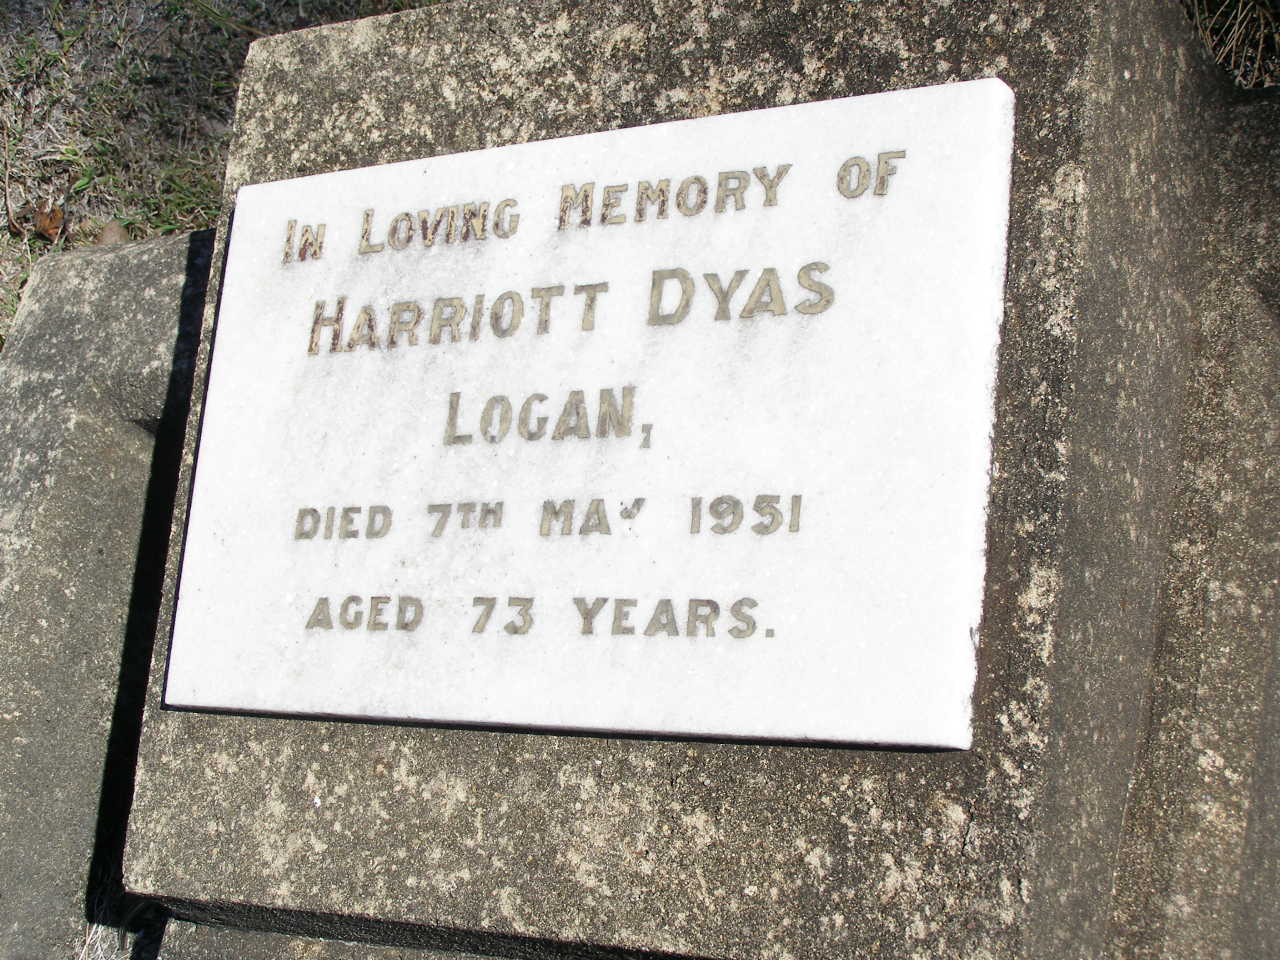 IN LOVING MEMORY OF
HARRIOTT DYAS
LOGAN,
DIED 7TH MAY 1951
AGED 73 YEARS.